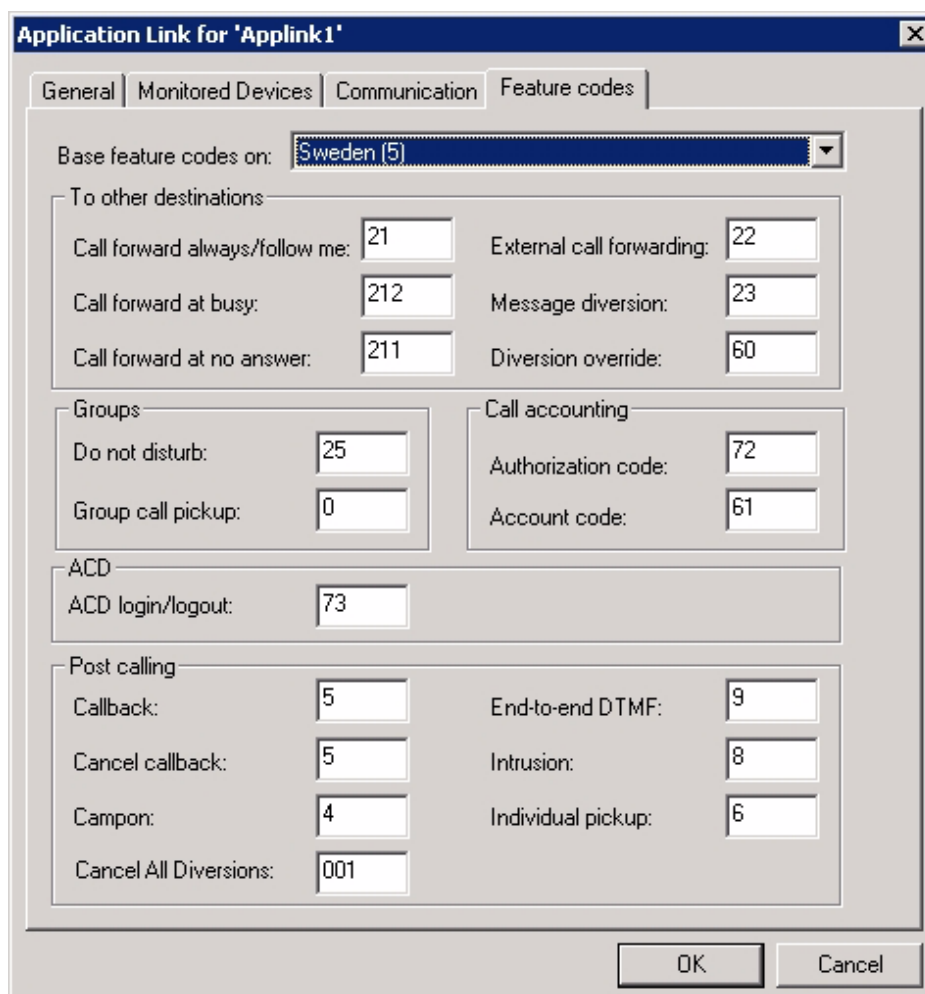 Application Link for 'Applink1'
General Monitored Devices Communication Feature codes
Base feature codes on: Sweden (5)
To other destinations
Call forward always/follow me: 21 External call forwarding: 22
Call forward at busy: 212 Message diversion: 23
Call forward at no answer: 211 Diversion override: 60
Groups
Do not disturb: 25
Group call pickup: 0
Call accounting
Authorization code: 72
Account code: 61
ACD
ACD login/logout: 73
Post calling
Callback: 5 End-to-end DTMF: 9
Cancel callback: 5 Intrusion: 8
Campon: 4 Individual pickup: 6
Cancel All Diversions: 001
OK Cancel